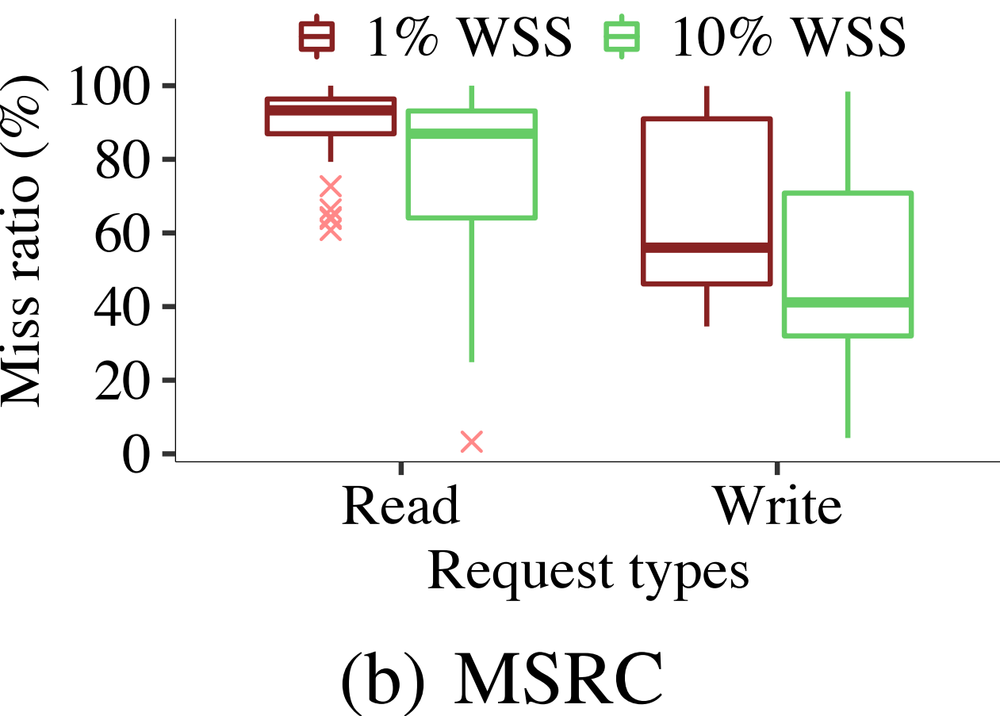 1% WSS 10% WSS
Miss ratio (%)
100
80
60
40
20
0
Read Write
Request types
(b) MSRC